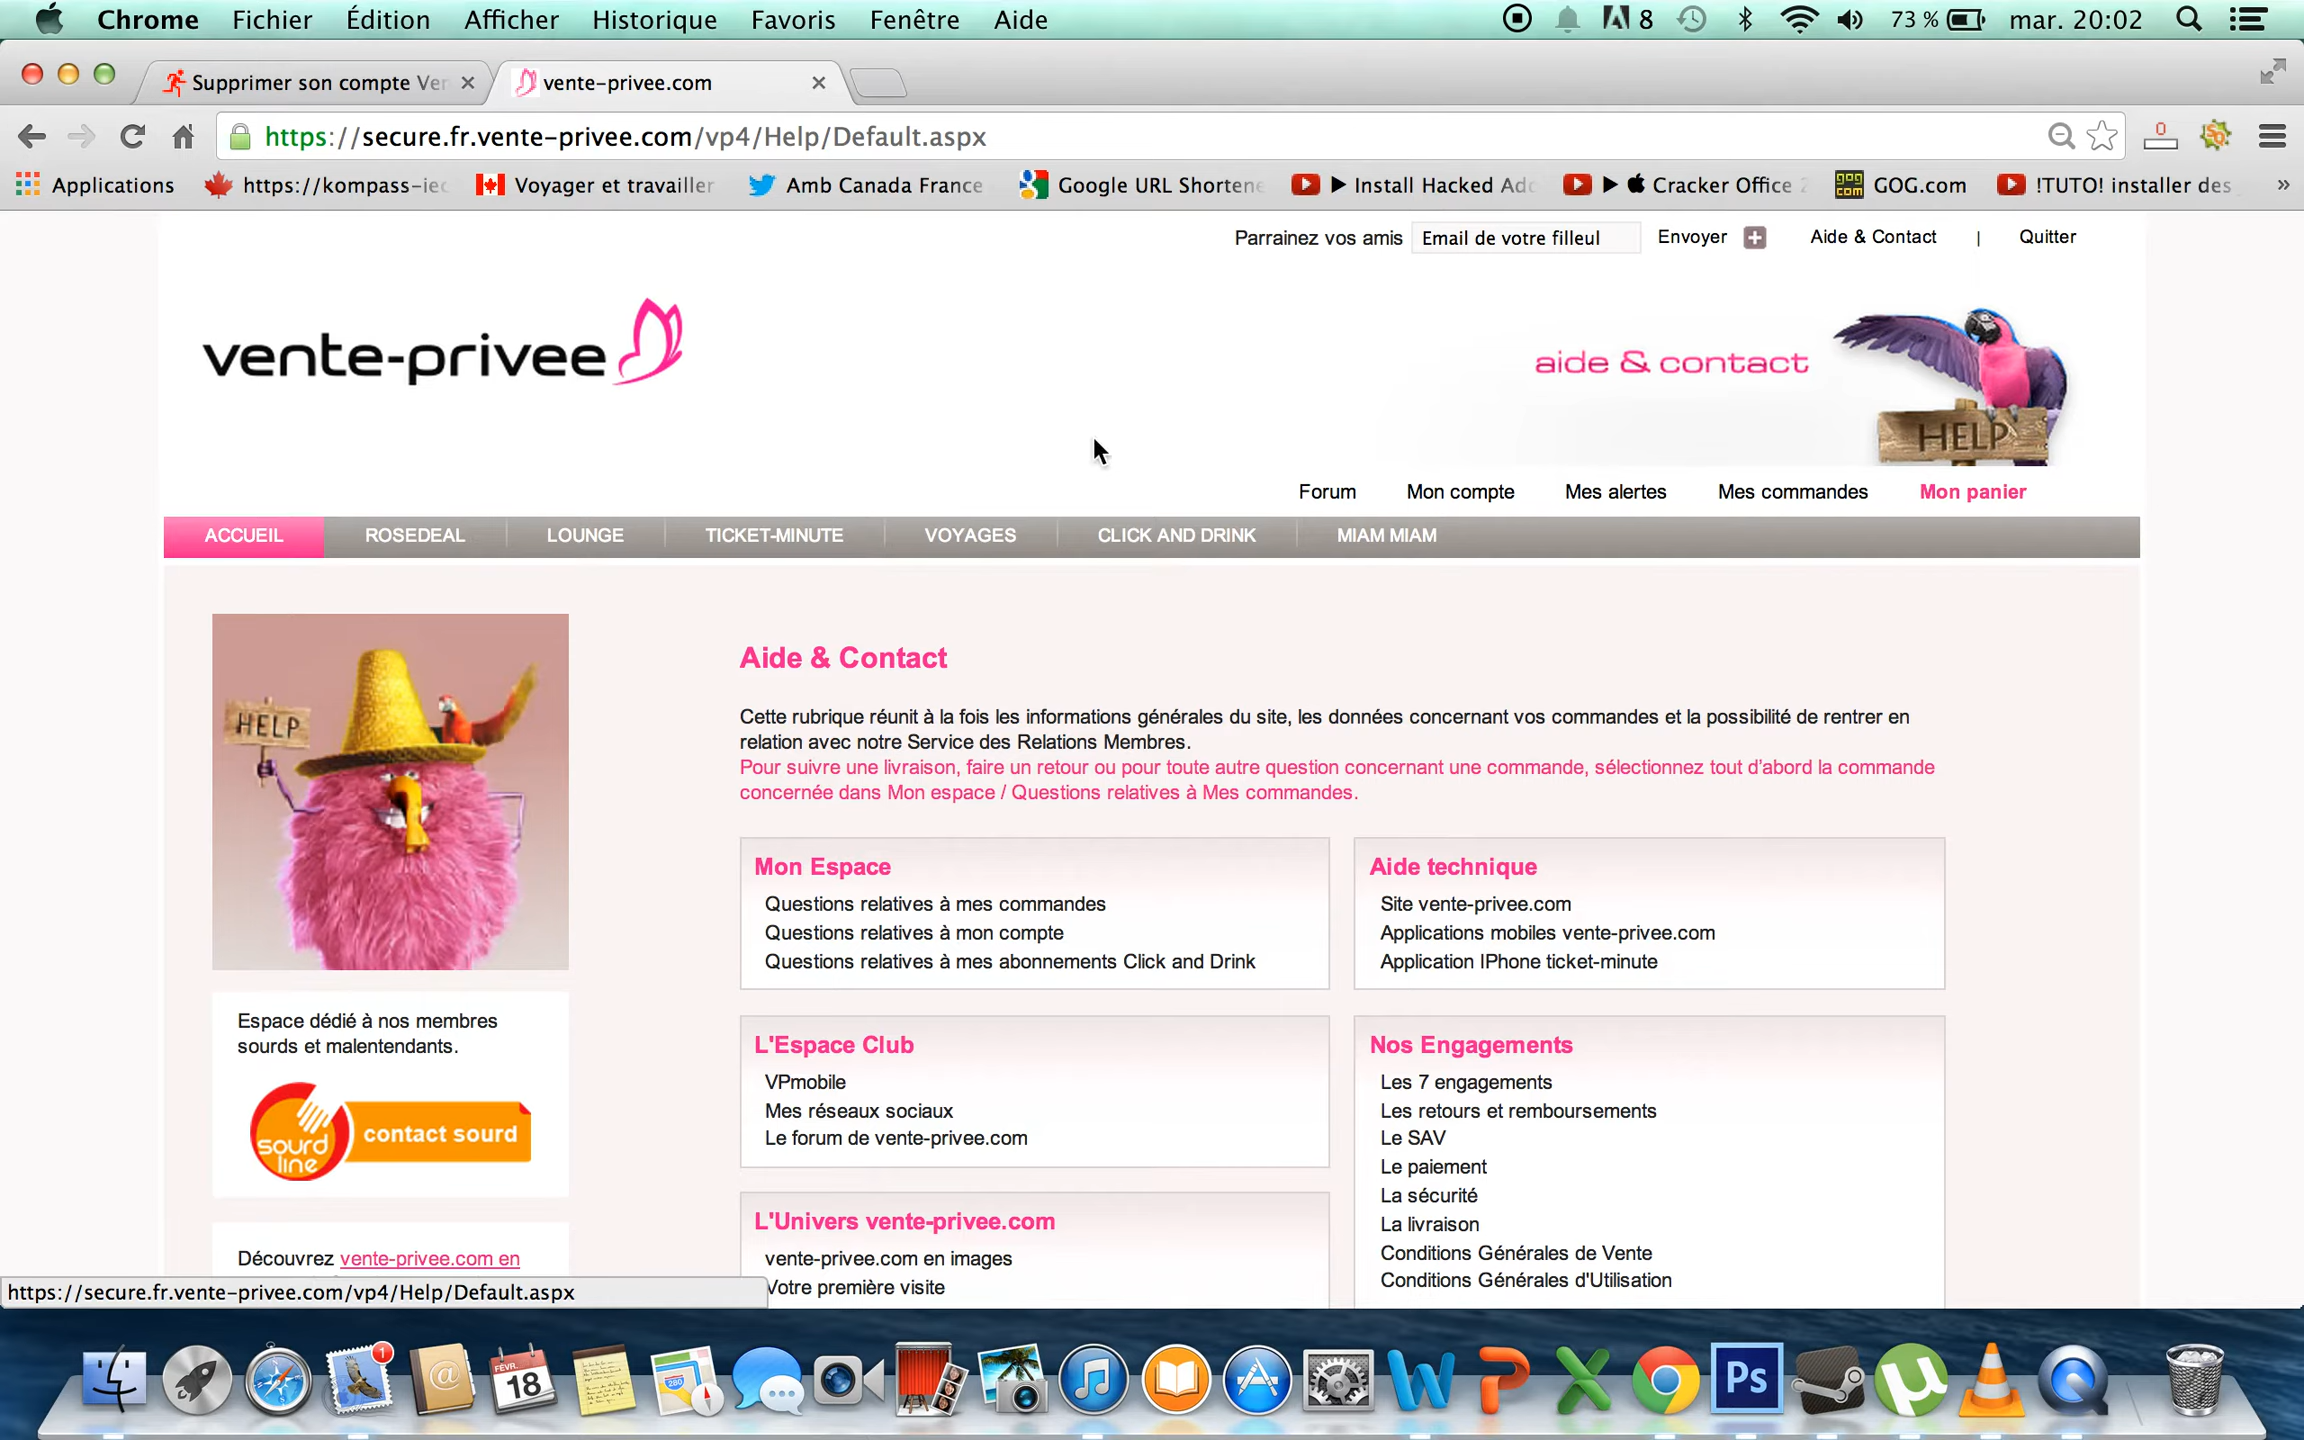 Chrome Fichier Édition Afficher Historique Favoris Fenêtre Aide 8 73 % mar. 20:02
Supprimer son compte Ven vente-privee.com
https://secure.fr.vente-privee.com/vp4/Help/Default.aspx 0
Applications https://kompass-iec Voyager et travailler Amb Canada France Google URL Shortene ▶ Install Hacked Ado ▶ Cracker Office 2 GOG.com !TUTO! installer des »
Parrainez vos amis Email de votre filleul Envoyer Aide & Contact | Quitter
vente-privee
aide & contact
HELP
Forum Mon compte Mes alertes Mes commandes Mon panier
ACCUEIL ROSEDEAL LOUNGE TICKET-MINUTE VOYAGES CLICK AND DRINK MIAM MIAM
HELP
Aide & Contact
Cette rubrique réunit à la fois les informations générales du site, les données concernant vos commandes et la possibilité de rentrer en
relation avec notre Service des Relations Membres.
Pour suivre une livraison, faire un retour ou pour toute autre question concernant une commande, sélectionnez tout d'abord la commande
concernée dans Mon espace / Questions relatives à Mes commandes.
Mon Espace
Questions relatives à mes commandes
Questions relatives à mon compte
Questions relatives à mes abonnements Click and Drink
Aide technique
Site vente-privee.com
Applications mobiles vente-privee.com
Application IPhone ticket-minute
Espace dédié à nos membres
sourds et malentendants.
sourd
line
contact sourd
L'Espace Club
VPmobile
Mes réseaux sociaux
Le forum de vente-privee.com
Nos Engagements
Les 7 engagements
Les retours et remboursements
Le SAV
Le paiement
La sécurité
La livraison
Conditions Générales de Vente
Conditions Générales d'Utilisation
L'Univers vente-privee.com
vente-privee.com en images
Votre première visite
Découvrez vente-privee.com en
https://secure.fr.vente-privee.com/vp4/Help/Default.aspx
1
FÉVR.
18
280
Ps